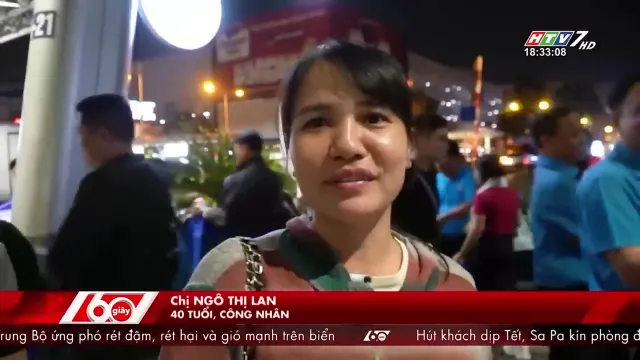 21
HTV7 HD
18:33:08
60 giây
Chị NGÔ THỊ LAN
40 TUỔI, CÔNG NHÂN
Trung Bộ ứng phó rét đậm, rét hại và gió mạnh trên biển 60 Hút khách dịp Tết, Sa Pa kín phòng đ